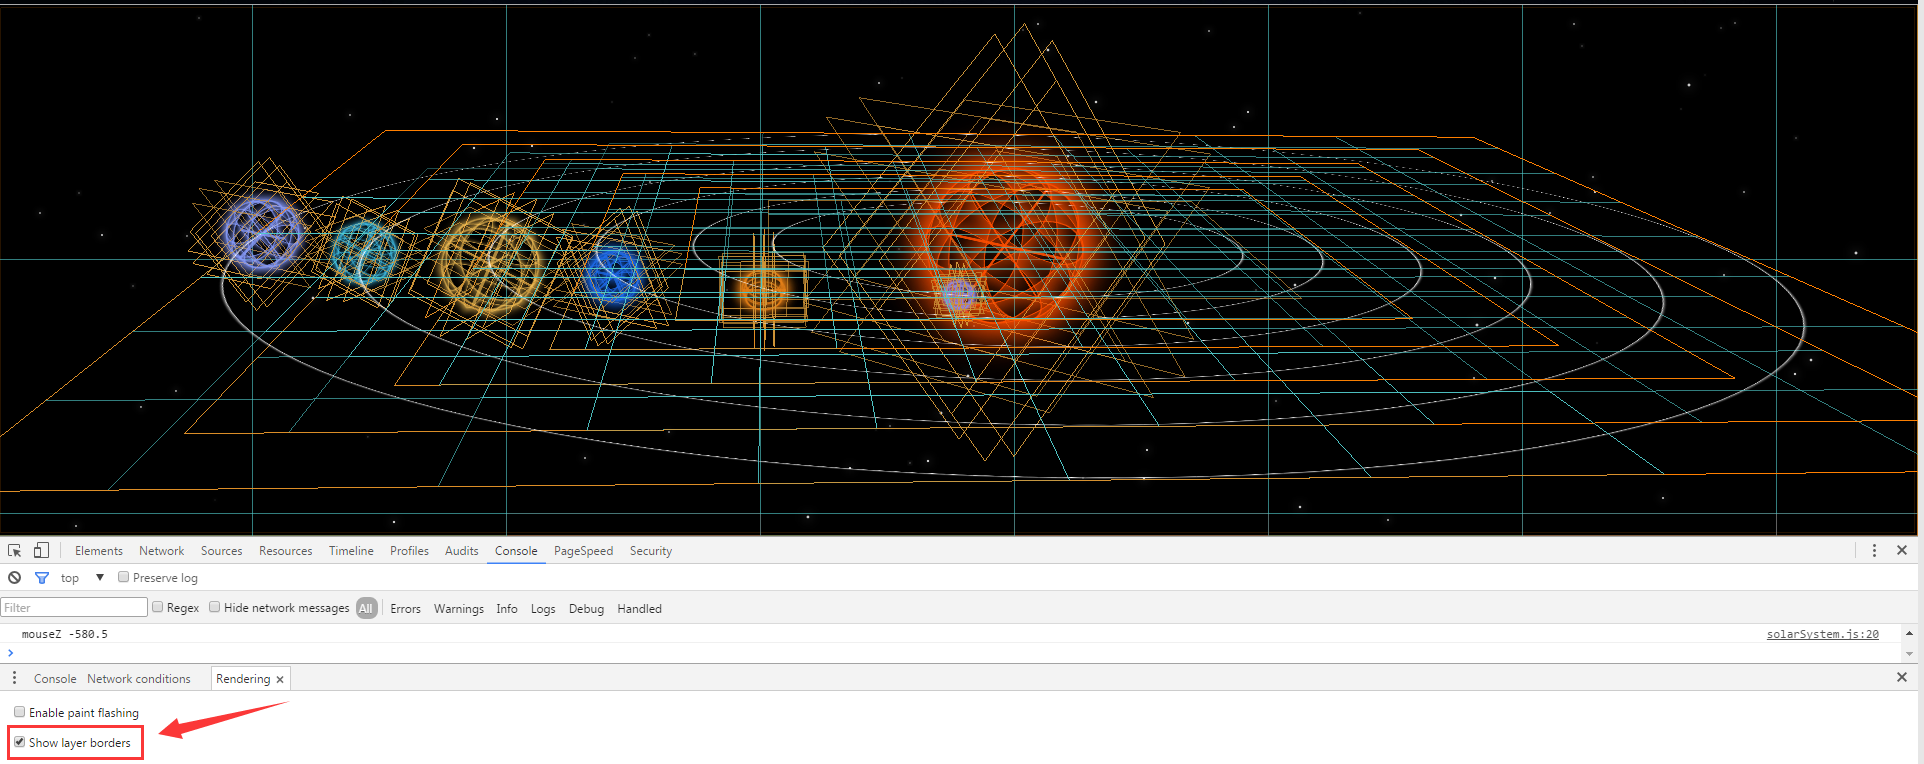 Elements Network Sources Resources Timeline Profiles Audits Console PageSpeed Security
top Preserve log
Filter Regex Hide network messages All Errors Warnings Info Logs Debug Handled
mouseZ -580.5 solarSystem.js:20
Console Network conditions Rendering
Enable paint flashing
Show layer borders